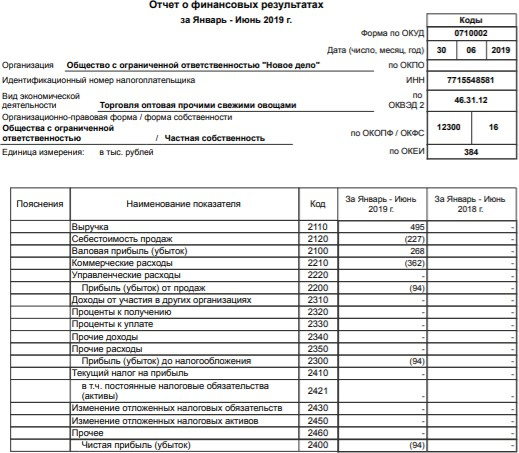 Отчет о финансовых результатах
за Январь - Июнь 2019 г.
Коды
Форма по ОКУД 0710002
Дата (число, месяц, год) 30 06 2019
Организация Общество с ограниченной ответственностью "Новое дело" по ОКПО
Идентификационный номер налогоплательщика ИНН 7715548581
Вид экономической деятельности Торговля оптовая прочими свежими овощами по ОКВЭД 2 46.31.12
Организационно-правовая форма / форма собственности
Общества с ограниченной ответственностью / Частная собственность по ОКОПФ / ОКФС 12300 16
Единица измерения: в тыс. рублей по ОКЕИ 384
Пояснения Наименование показателя Код За Январь - Июнь 2019 г. За Январь - Июнь 2018 г.
Выручка 2110 495 -
Себестоимость продаж 2120 (227) -
Валовая прибыль (убыток) 2100 268 -
Коммерческие расходы 2210 (362) -
Управленческие расходы 2220 - -
Прибыль (убыток) от продаж 2200 (94) -
Доходы от участия в других организациях 2310 - -
Проценты к получению 2320 - -
Проценты к уплате 2330 - -
Прочие доходы 2340 - -
Прочие расходы 2350 - -
Прибыль (убыток) до налогообложения 2300 (94) -
Текущий налог на прибыль 2410 - -
в т.ч. постоянные налоговые обязательства (активы) 2421 - -
Изменение отложенных налоговых обязательств 2430 - -
Изменение отложенных налоговых активов 2450 - -
Прочее 2460 - -
Чистая прибыль (убыток) 2400 (94) -